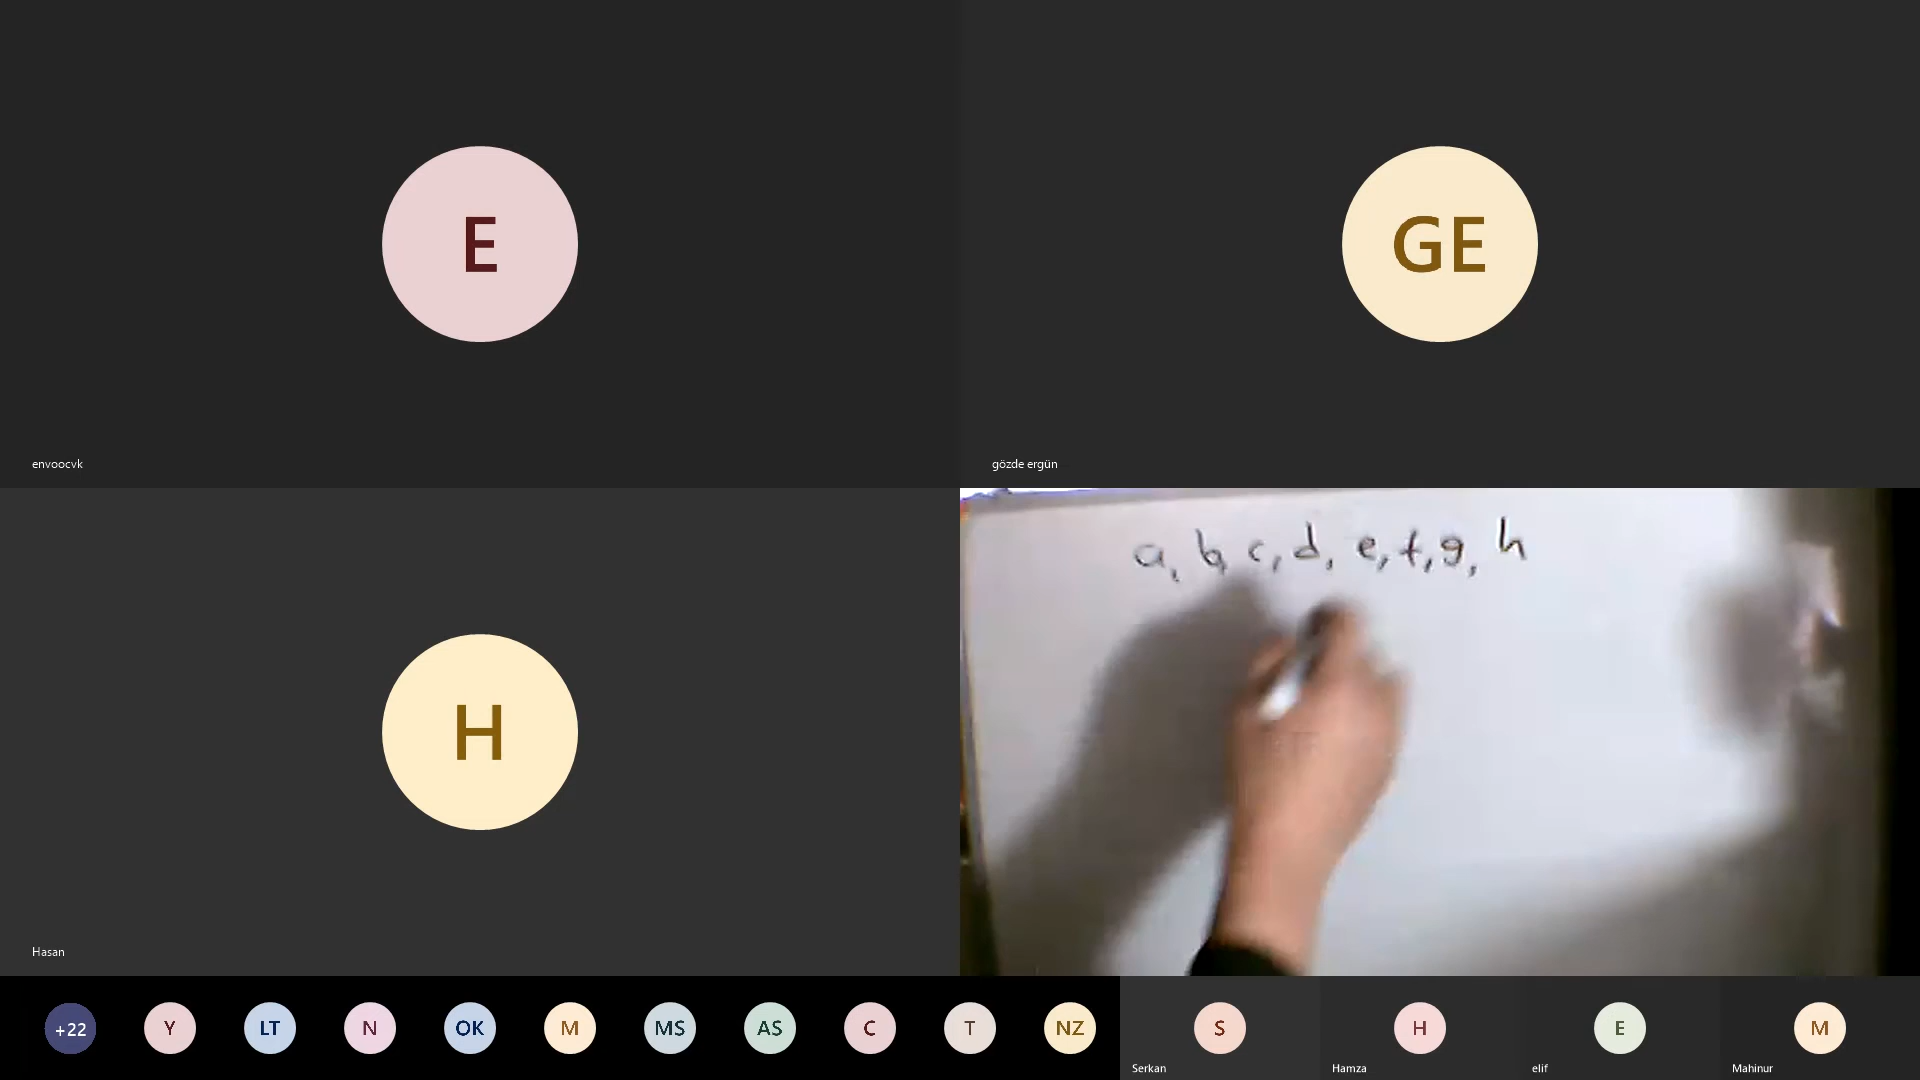 E
GE
envoocvk
gözde ergün
a, b, c, d, e, f, g, h
H
Hasan
+22 Y LT N OK M MS AS C T NZ S H E M
Serkan Hamza elif Mahinur